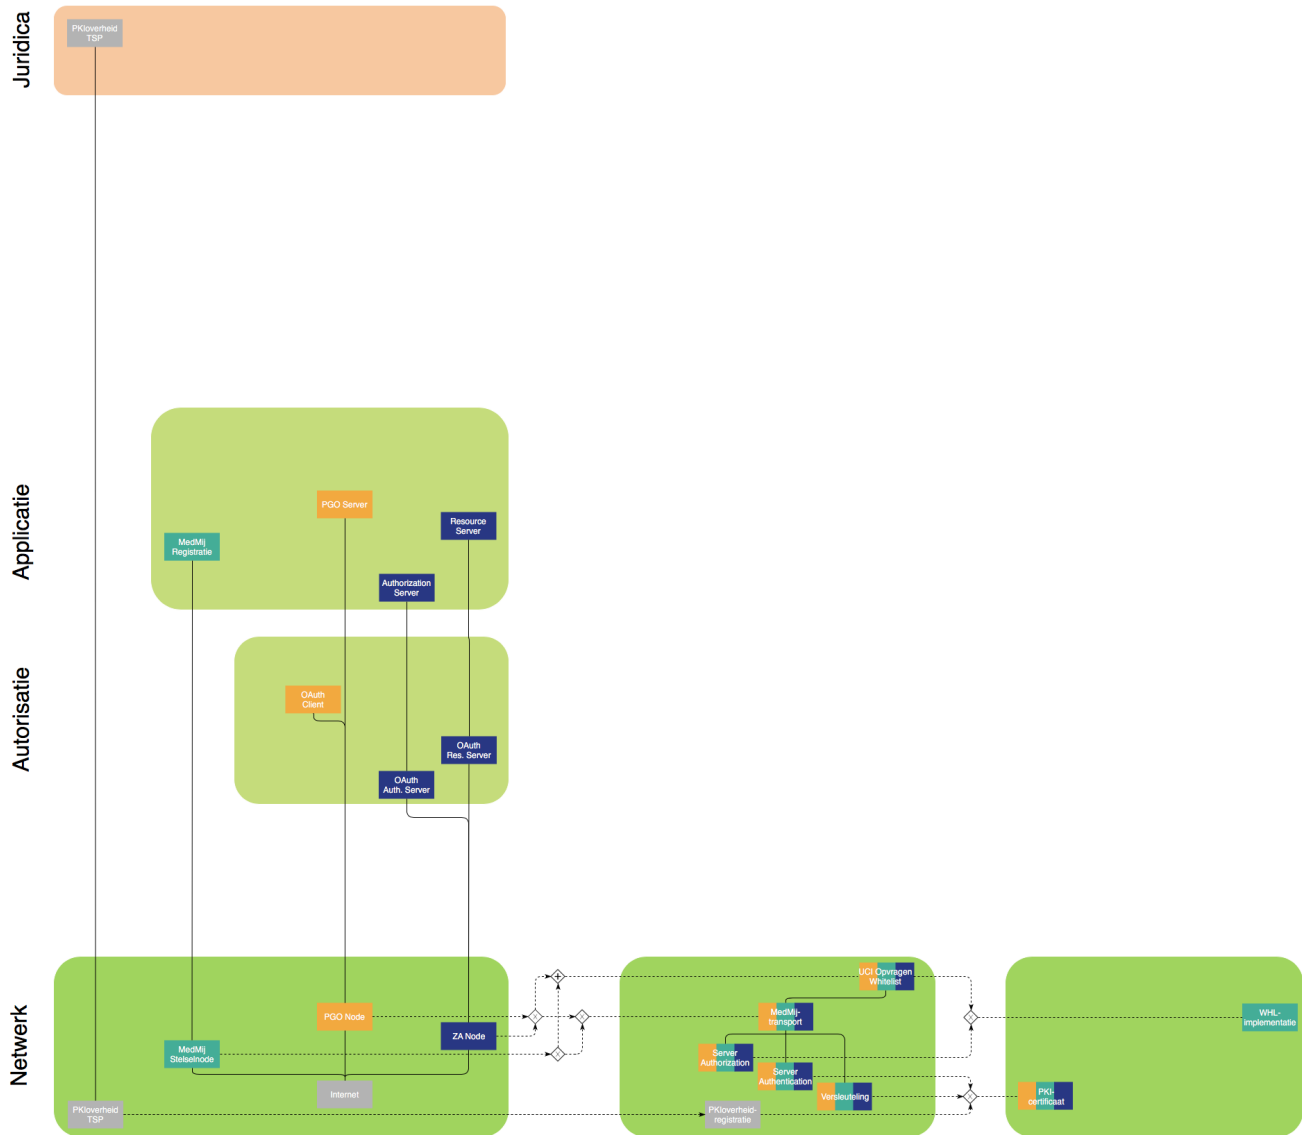 Juridica
PKIoverheid
TSP
Applicatie
PGO Server
Resource
Server
MedMij
Registratie
Authorization
Server
Autorisatie
OAuth
Client
OAuth
Res. Server
OAuth
Auth. Server
Netwerk
UCI Opvragen
Whitelist
PGO Node
MedMij-
transport
WHL-
implementatie
ZA Node
MedMij
Stelselnode
Server
Authorization
Server
Authentication
Internet
Versleuteling
PKI-
certificaat
PKIoverheid
TSP
PKIoverheid-
registratie